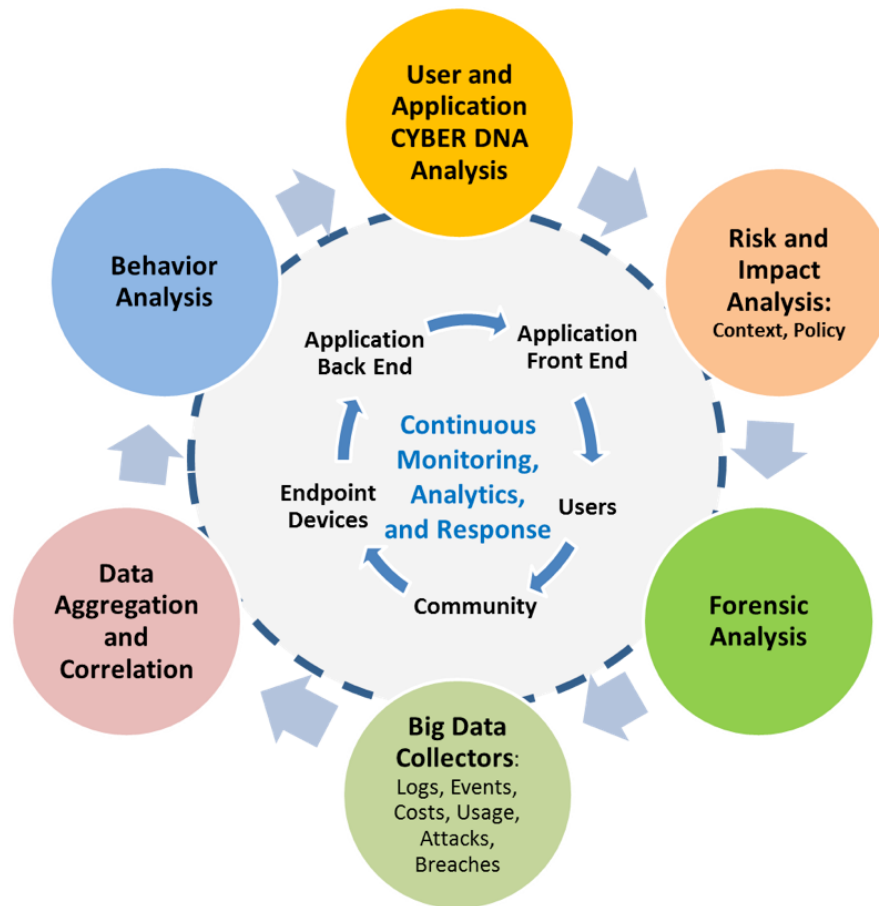 User and
Application
CYBER DNA
Analysis
Behavior
Analysis
Risk and
Impact
Analysis:
Context, Policy
Application
Back End
Application
Front End
Continuous
Monitoring,
Analytics,
and Response
Endpoint
Devices
Users
Community
Data
Aggregation
and
Correlation
Forensic
Analysis
Big Data
Collectors:
Logs, Events,
Costs, Usage,
Attacks,
Breaches